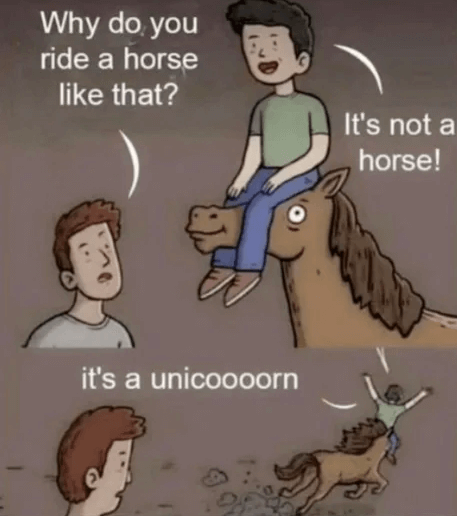 Why do you
ride a horse
like that?
It's not a
horse!
it's a unicoooorn